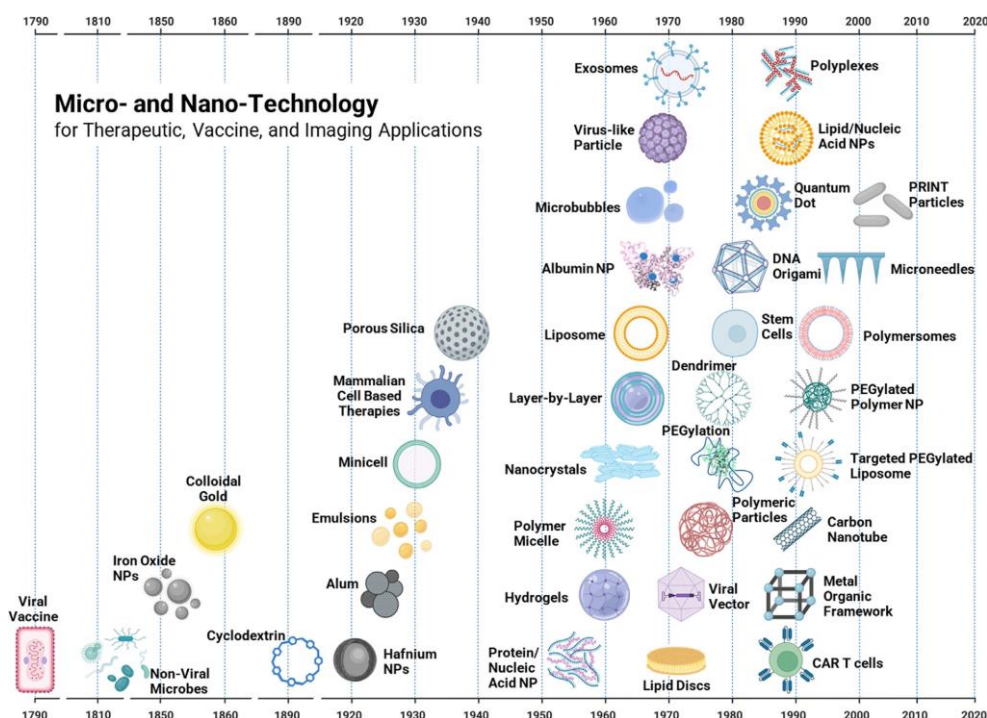 1790 1810 1850 1860 1890 1920 1930 1940 1950 1960 1970 1980 1990 2000 2010 2020
Micro- and Nano-Technology
for Therapeutic, Vaccine, and Imaging Applications
Exosomes
Polyplexes
Virus-like
Particle
Lipid/Nucleic
Acid NPs
Microbubbles
Quantum
Dot
PRINT
Particles
Albumin NP
DNA
Origami
Microneedles
Porous Silica
Liposome
Stem
Cells
Polymersomes
Mammalian
Cell Based
Therapies
Layer-by-Layer
Dendrimer
PEGylated
Polymer NP
Minicell
Nanocrystals
PEGylation
Targeted PEGylated
Liposome
Colloidal
Gold
Emulsions
Polymer
Micelle
Polymeric
Particles
Carbon
Nanotube
Iron Oxide
NPs
Alum
Hydrogels
Viral
Vector
Metal
Organic
Framework
Viral
Vaccine
Non-Viral
Microbes
Cyclodextrin
Hafnium
NPs
Protein/
Nucleic
Acid NP
Lipid Discs
CAR T cells
1790 1810 1850 1860 1890 1920 1930 1940 1950 1960 1970 1980 1990 2000 2010 2020